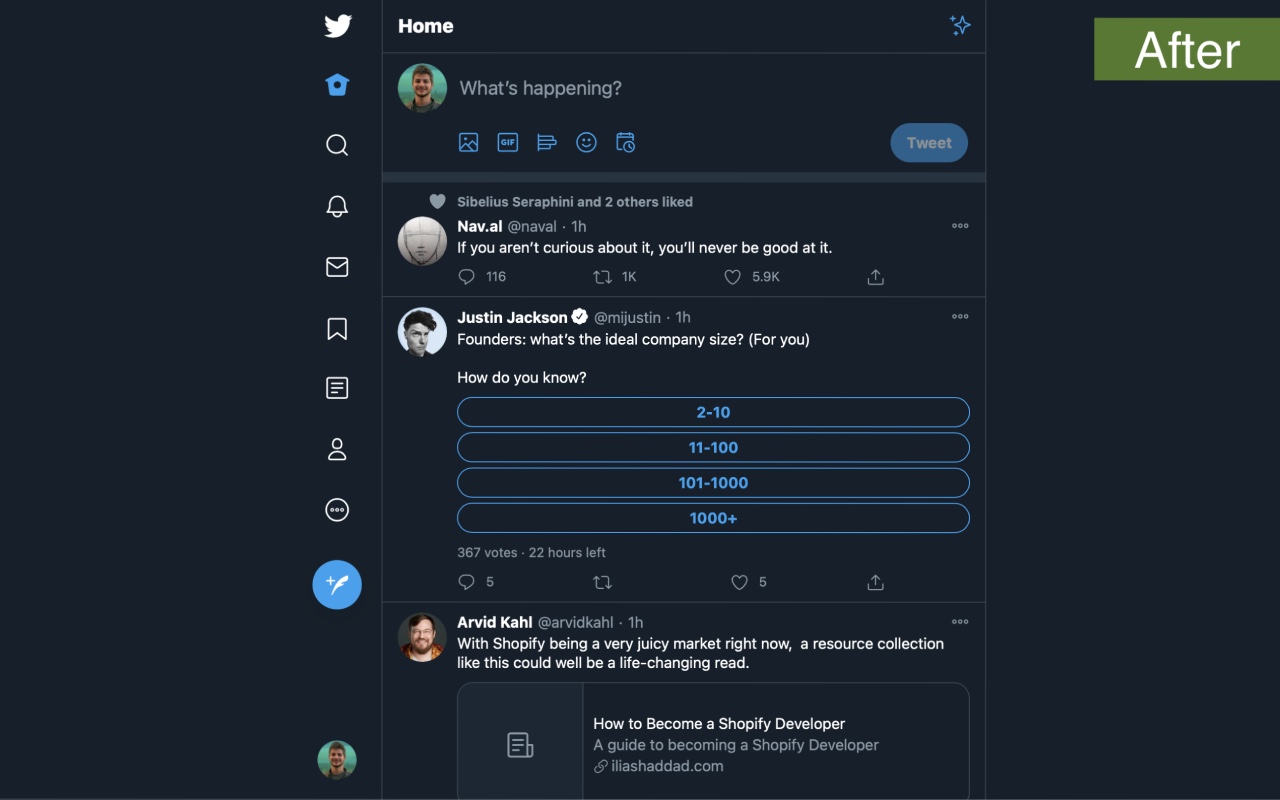 After
Home
What's happening?
GIF
Tweet
Sibelius Seraphini and 2 others liked
Nav.al @naval · 1h
If you aren't curious about it, you'll never be good at it.
116 1K 5.9K
Justin Jackson @mijustin · 1h
Founders: what's the ideal company size? (For you)
How do you know?
2-10
11-100
101-1000
1000+
367 votes · 22 hours left
5 5
Arvid Kahl @arvidkahl · 1h
With Shopify being a very juicy market right now,  a resource collection
like this could well be a life-changing read.
How to Become a Shopify Developer
A guide to becoming a Shopify Developer
iliashaddad.com